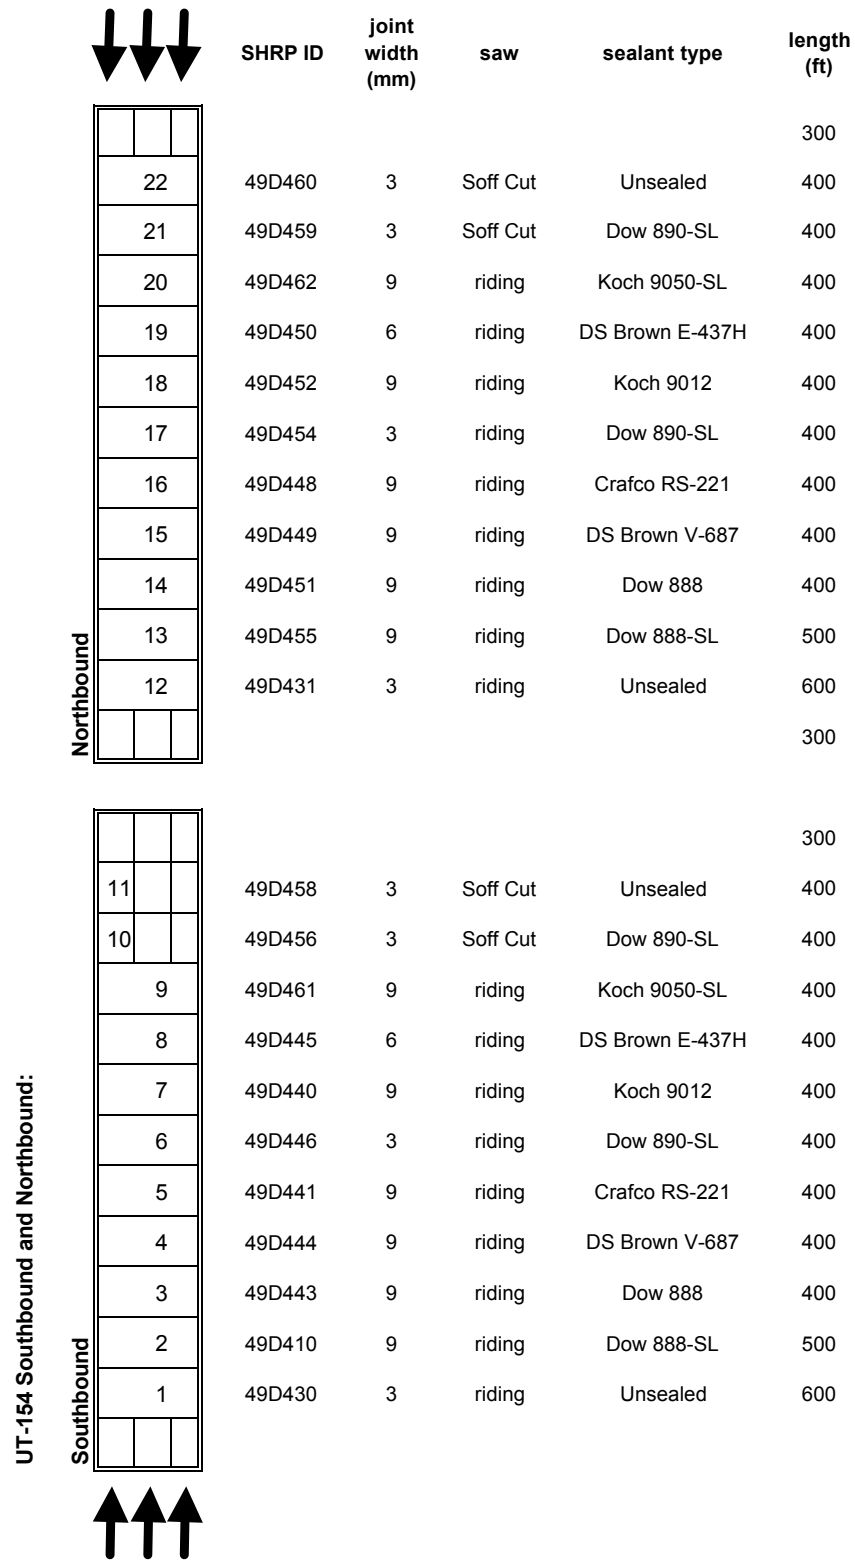 SHRP ID joint width (mm) saw sealant type length (ft)
300
22 49D460 3 Soff Cut Unsealed 400
21 49D459 3 Soff Cut Dow 890-SL 400
20 49D462 9 riding Koch 9050-SL 400
19 49D450 6 riding DS Brown E-437H 400
18 49D452 9 riding Koch 9012 400
17 49D454 3 riding Dow 890-SL 400
16 49D448 9 riding Crafco RS-221 400
15 49D449 9 riding DS Brown V-687 400
14 49D451 9 riding Dow 888 400
13 49D455 9 riding Dow 888-SL 500
12 49D431 3 riding Unsealed 600
300
Northbound
300
11 49D458 3 Soff Cut Unsealed 400
10 49D456 3 Soff Cut Dow 890-SL 400
9 49D461 9 riding Koch 9050-SL 400
8 49D445 6 riding DS Brown E-437H 400
7 49D440 9 riding Koch 9012 400
6 49D446 3 riding Dow 890-SL 400
5 49D441 9 riding Crafco RS-221 400
4 49D444 9 riding DS Brown V-687 400
3 49D443 9 riding Dow 888 400
2 49D410 9 riding Dow 888-SL 500
1 49D430 3 riding Unsealed 600
Southbound
UT-154 Southbound and Northbound: